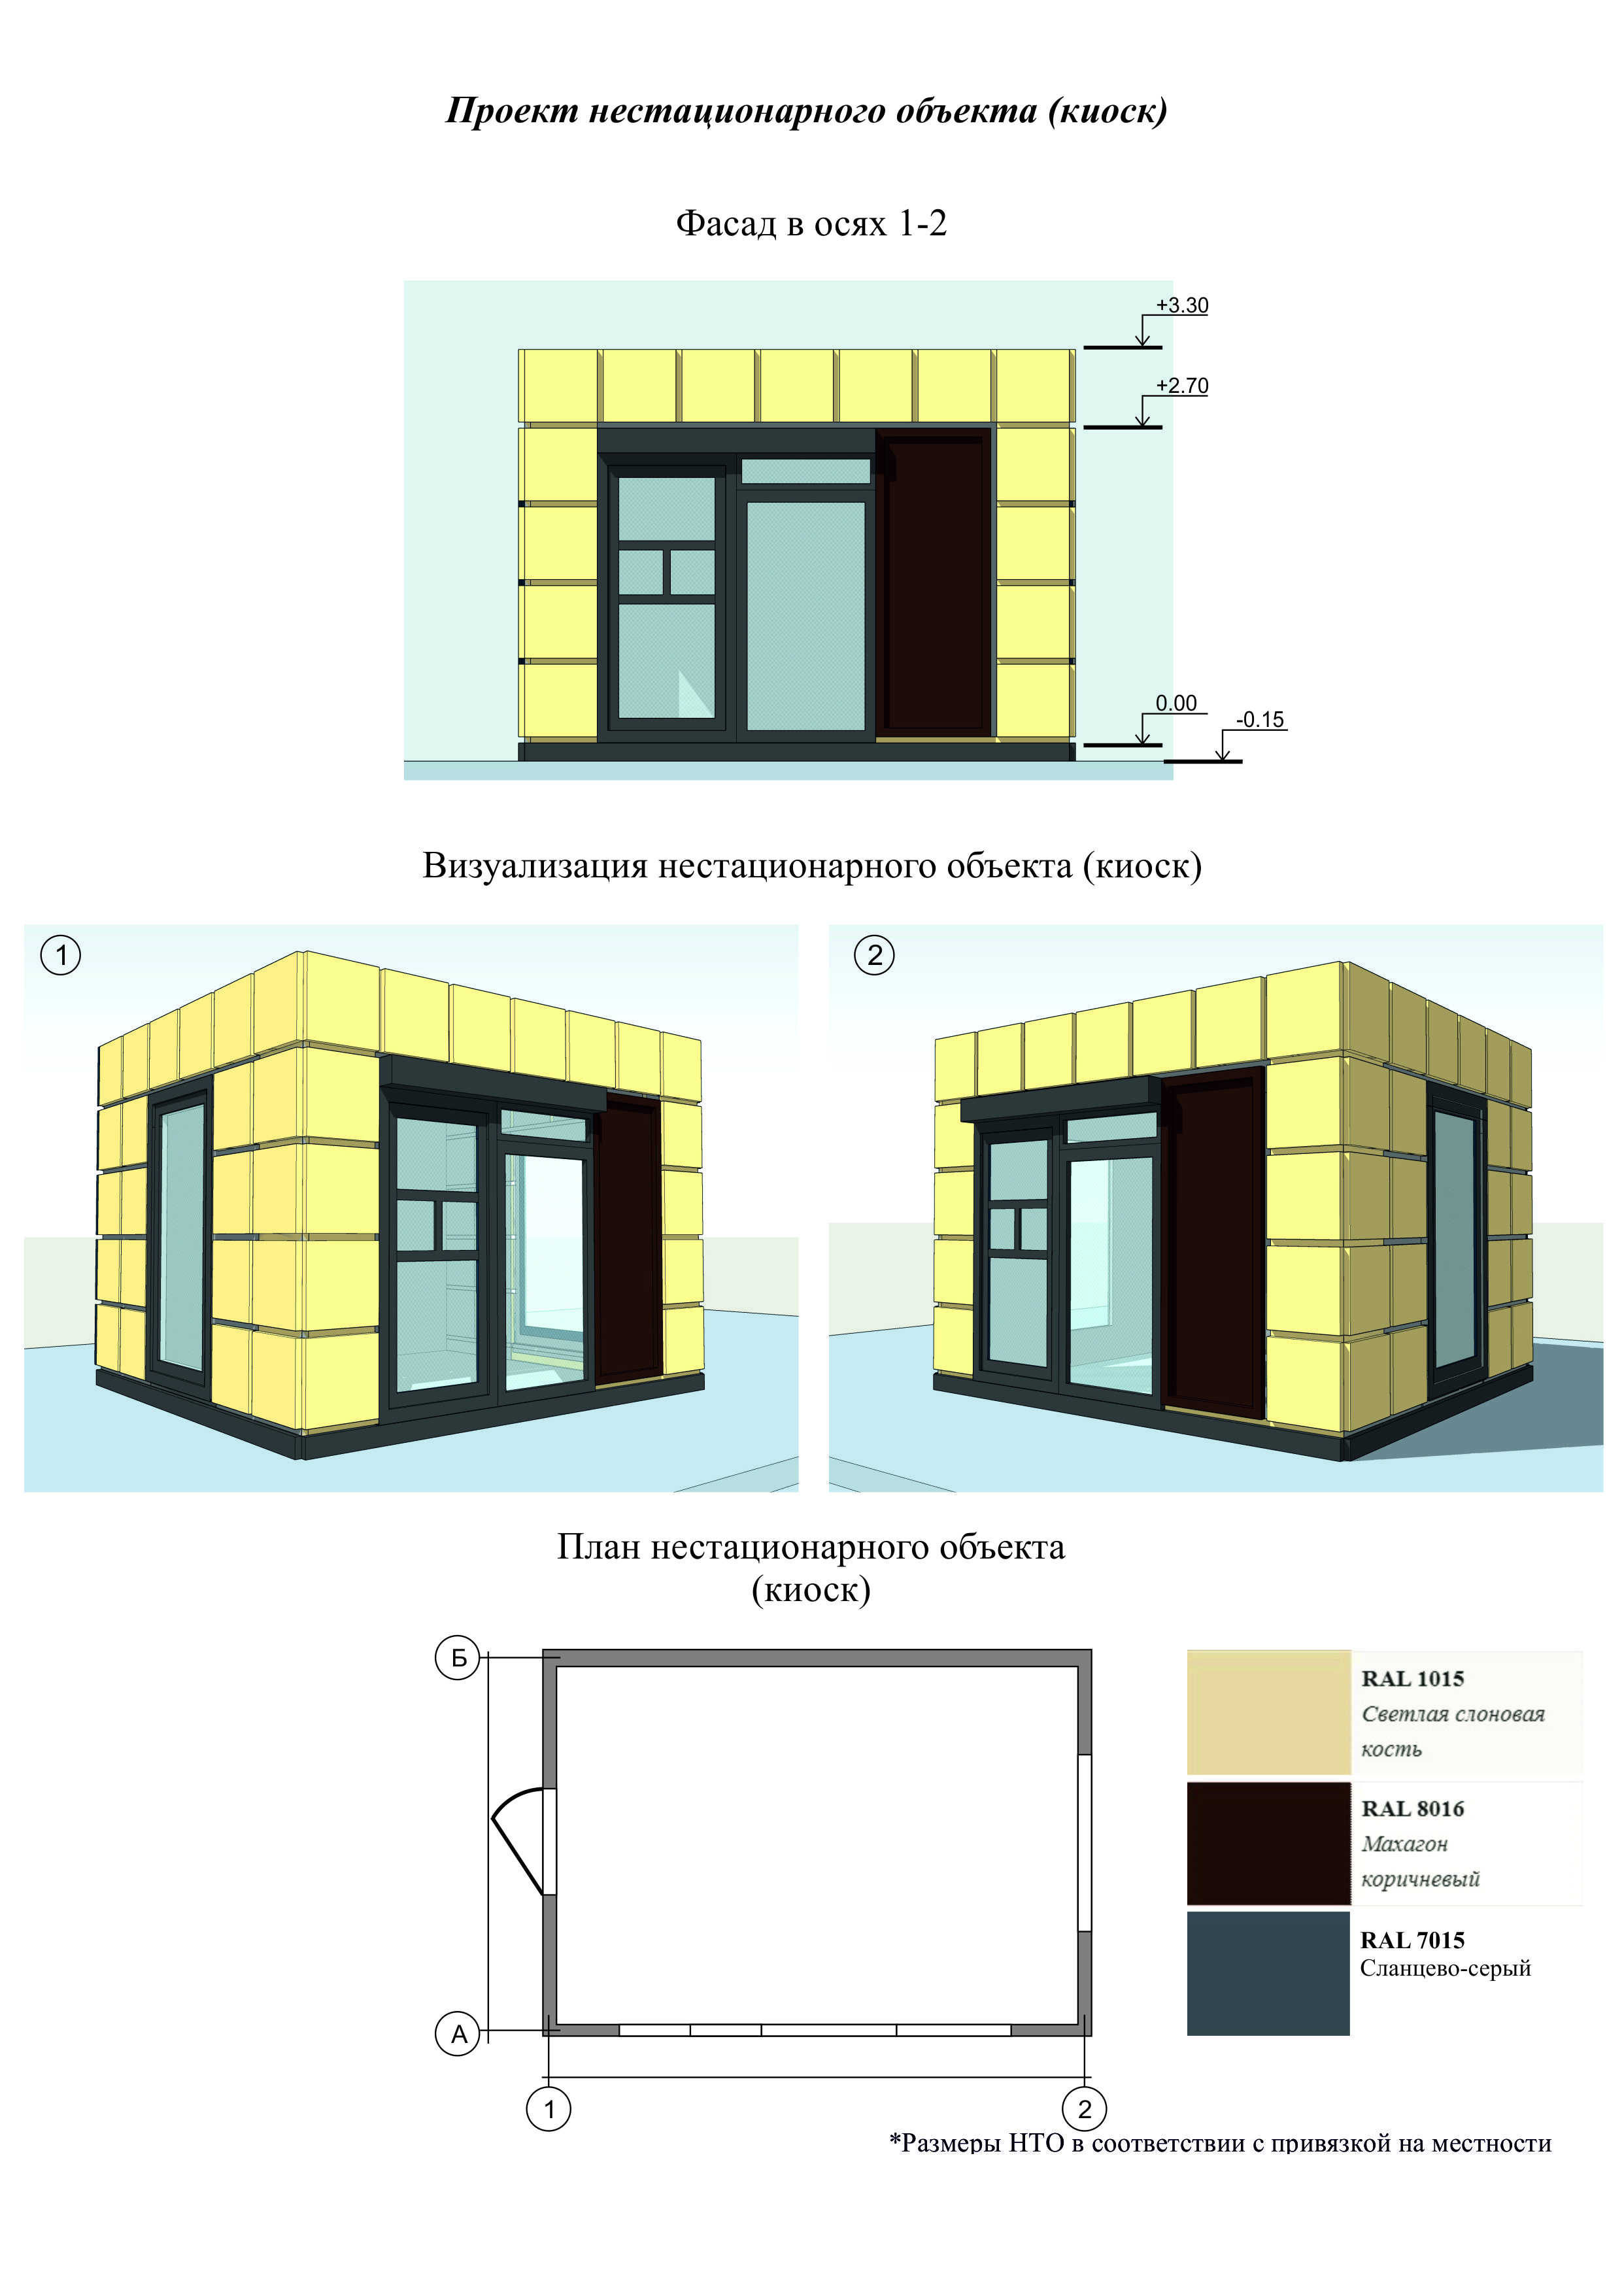 Проект нестационарного объекта (киоск)
Фасад в осях 1-2
+3.30
+2.70
0.00
-0.15
Визуализация нестационарного объекта (киоск)
1
2
План нестационарного объекта
(киоск)
Б
RAL 1015
Светлая слоновая
кость
RAL 8016
Махагон
коричневый
RAL 7015
Сланцево-серый
А
1
2
*Размеры НТО в соответствии с привязкой на местности